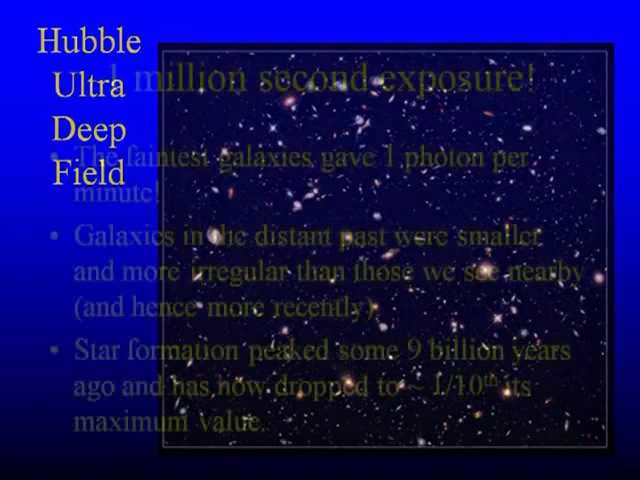 Hubble
Ultra
Deep
Field
1 million second exposure!
• The faintest galaxies gave 1 photon per
minute!
• Galaxies in the distant past were smaller
and more irregular than those we see nearby
(and hence more recently).
• Star formation peaked some 9 billion years
ago and has now dropped to ~ 1/10th its
maximum value.